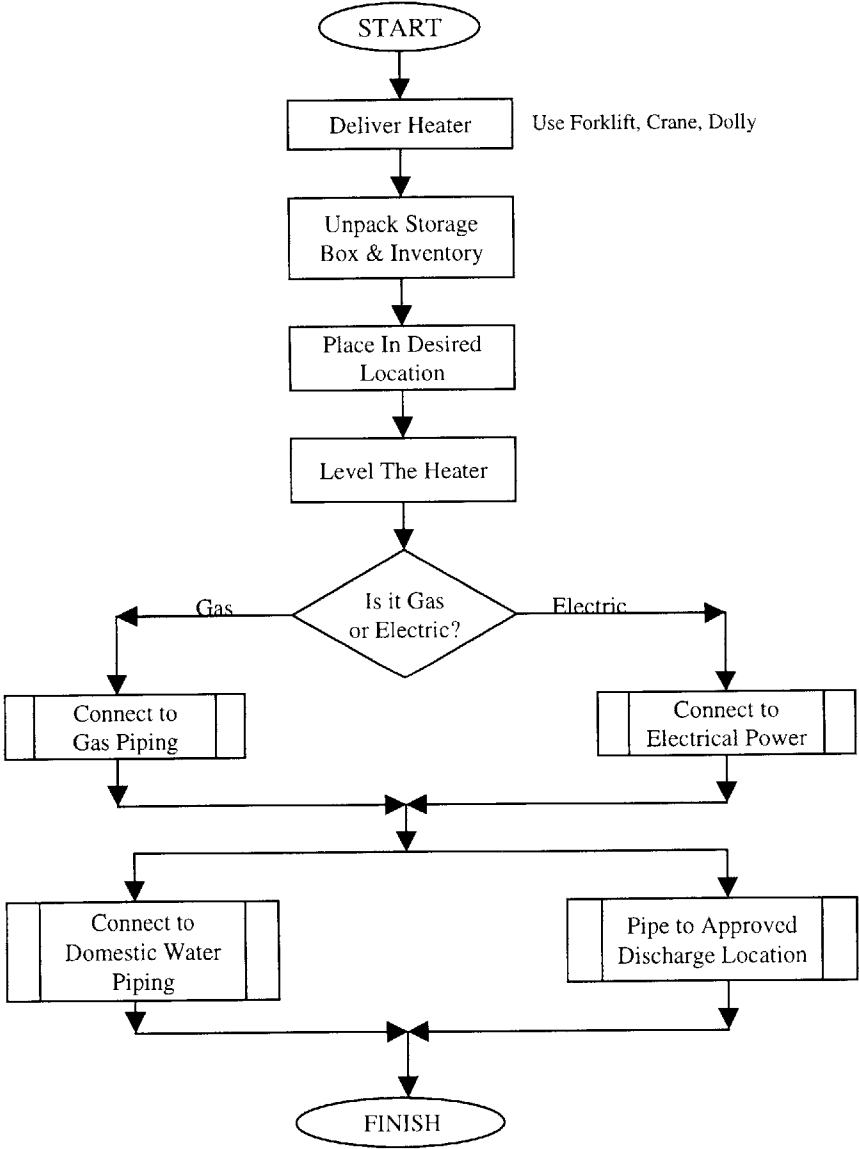 START
Deliver Heater
Use Forklift, Crane, Dolly
Unpack Storage
Box & Inventory
Place In Desired
Location
Level The Heater
Is it Gas
or Electric?
Gas
Electric
Connect to
Gas Piping
Connect to
Electrical Power
Connect to
Domestic Water
Piping
Pipe to Approved
Discharge Location
FINISH